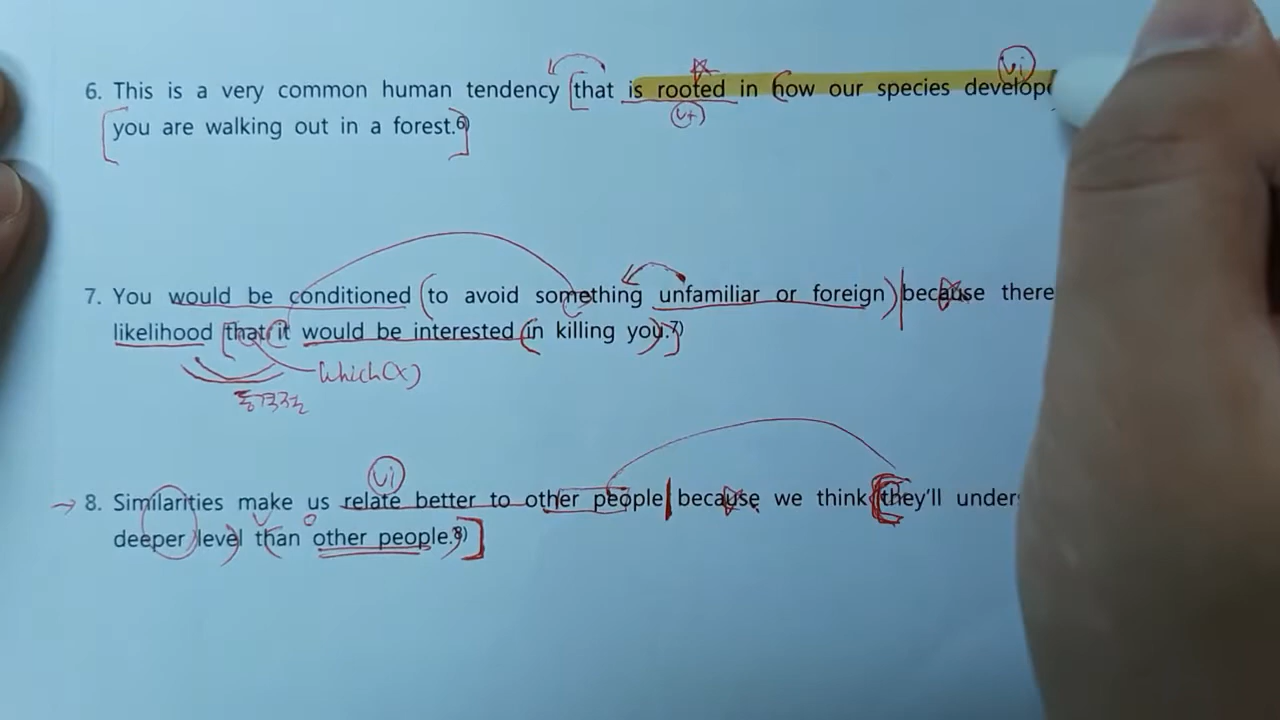 6. This is a very common human tendency that is rooted in how our species
you are walking out in a forest.6)
7. You would be conditioned to avoid something unfamiliar or foreign because there
likelihood that it would be interested in killing you.7)
which(X)
동격절
8. Similarities make us relate better to other people because we think they'll
deeper level than other people.8)
vi
vt
vi
V
O